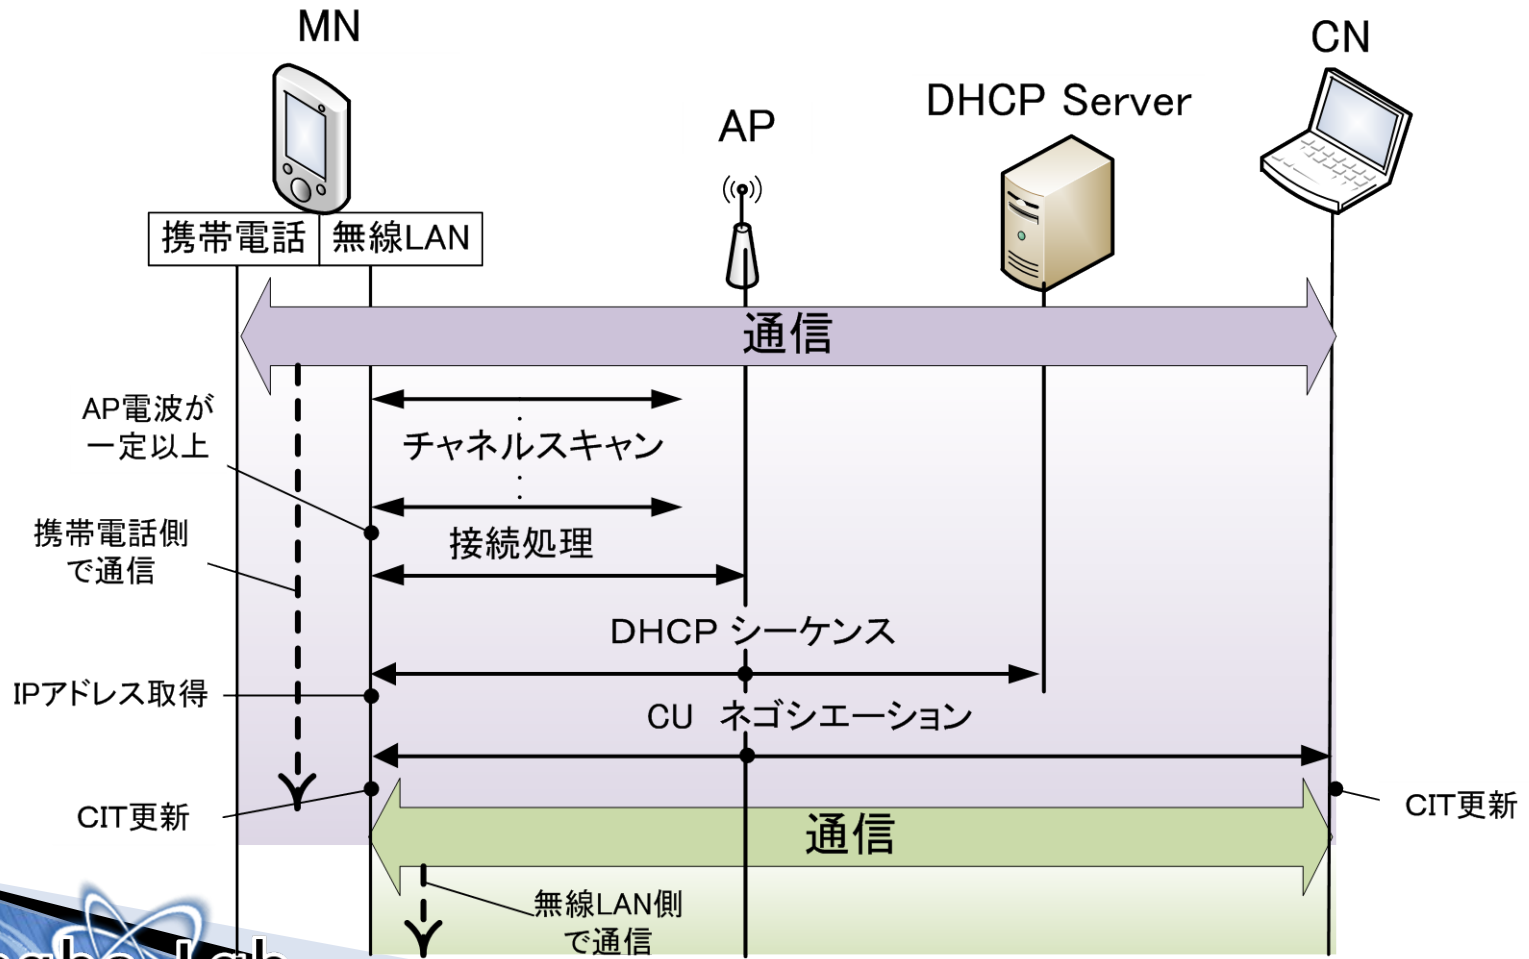 MN
CN
DHCP Server
AP
携帯電話
無線LAN
通信
AP電波が
一定以上
チャネルスキャン
携帯電話側
で通信
接続処理
DHCP シーケンス
IPアドレス取得
CU ネゴシエーション
CIT更新
CIT更新
通信
無線LAN側
で通信
Lab